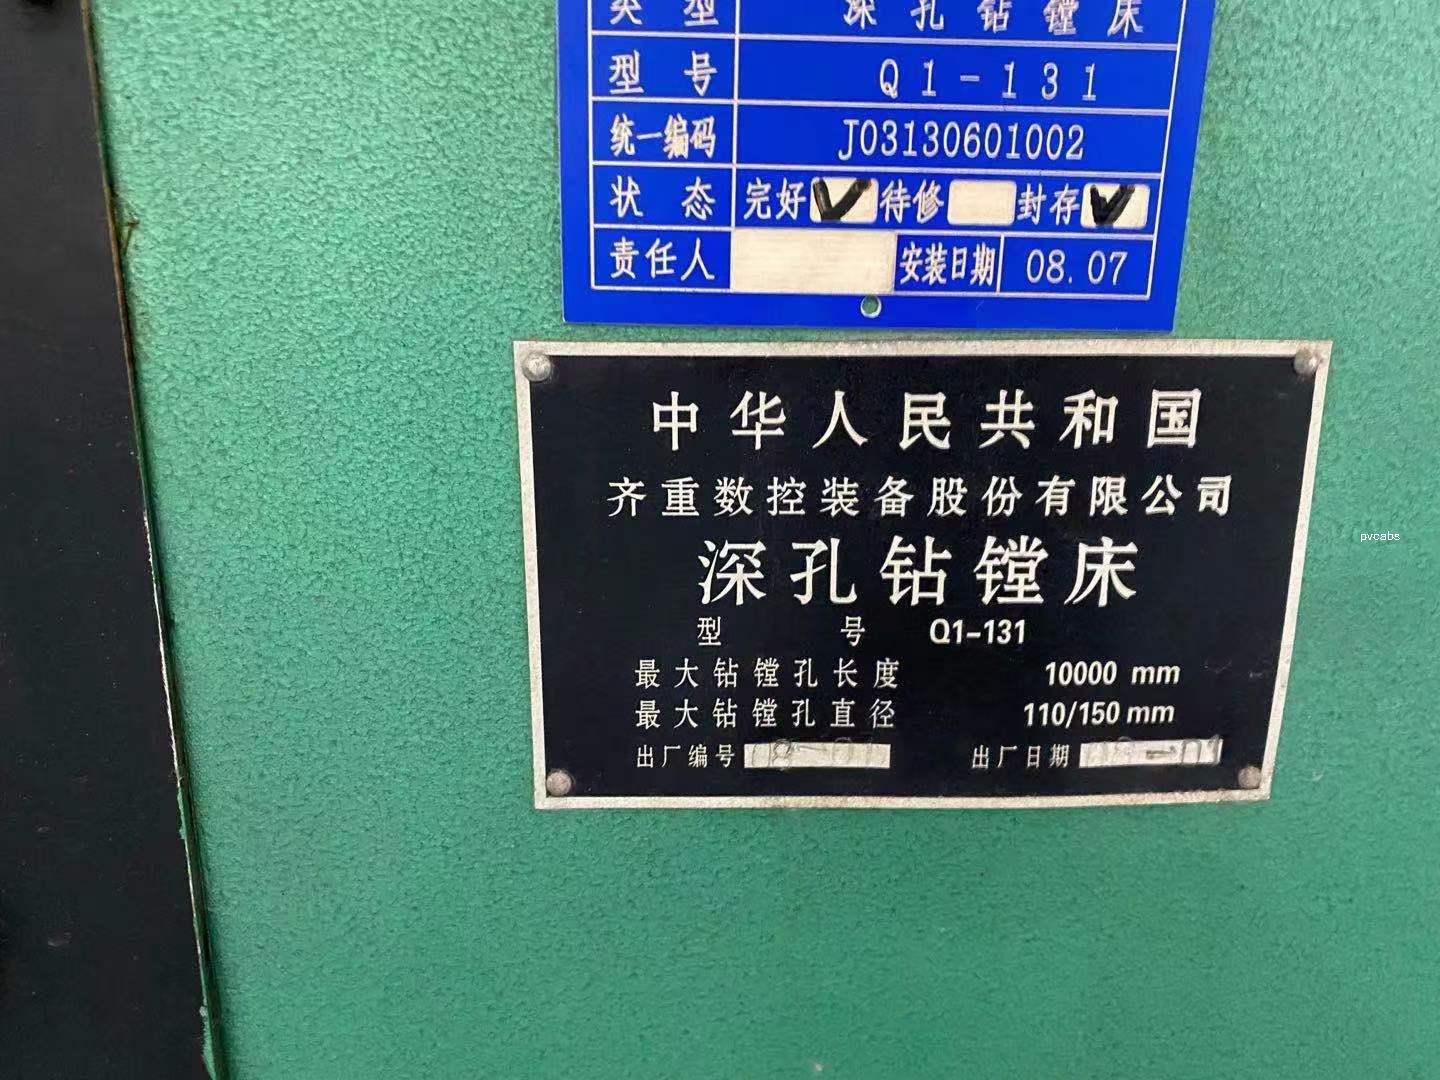 类型 深孔钻镗床
型号 Q1-131
统一编码 J03130601002
状态 完好 待修 封存
责任人 安装日期 08.07
中华人民共和国
齐重数控装备股份有限公司
深孔钻镗床
型号 Q1-131
最大钻镗孔长度 10000 mm
最大钻镗孔直径 110/150 mm
出厂编号 出厂日期
pvcabs